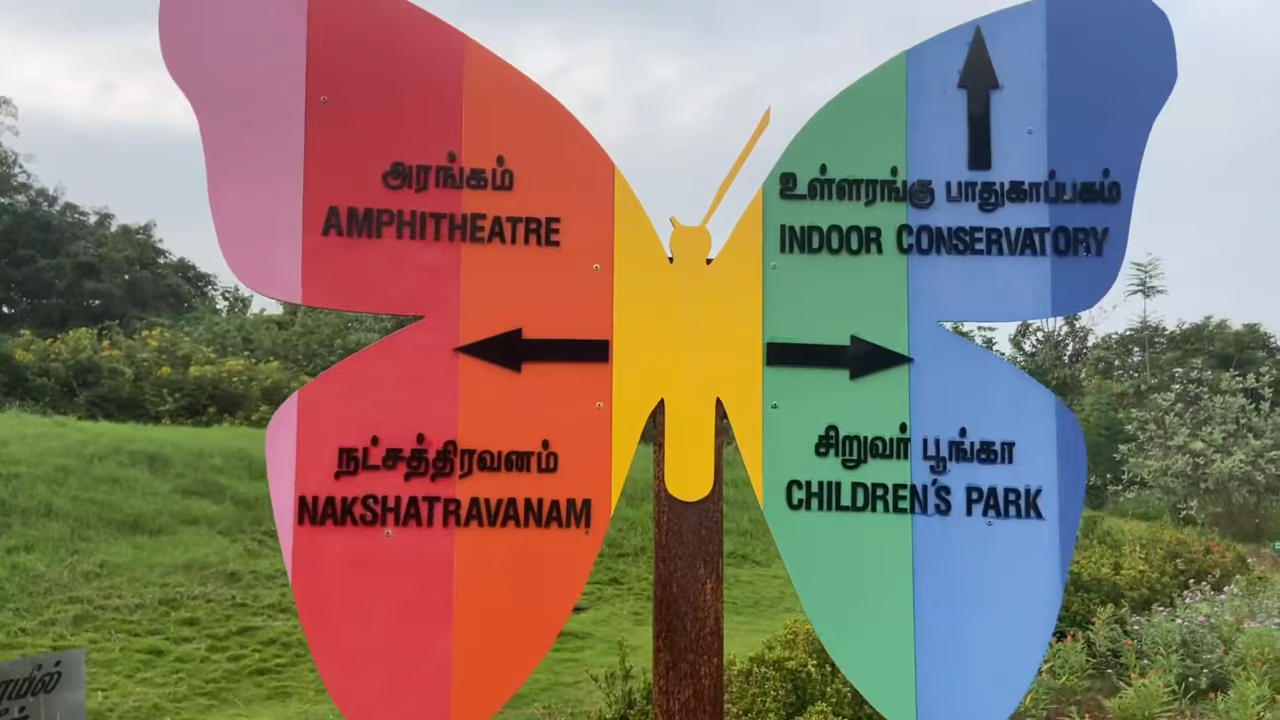 அரங்கம்
AMPHITHEATRE
நட்சத்திரவனம்
NAKSHATRAVANAM
உள்ளரங்கு பாதுகாப்பகம்
INDOOR CONSERVATORY
சிறுவர் பூங்கா
CHILDREN'S PARK